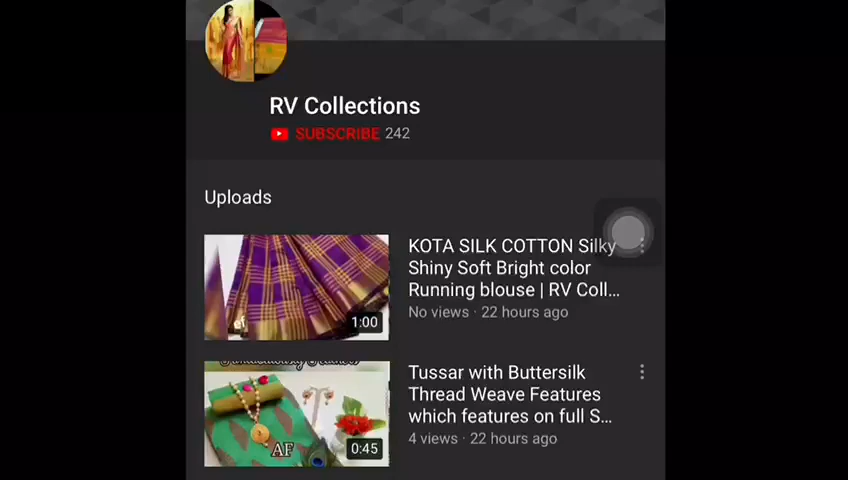 RV Collections
SUBSCRIBE 242
Uploads
KOTA SILK COTTON Silky
Shiny Soft Bright color
Running blouse | RV Coll...
No views · 22 hours ago
1:00
Tussar with Buttersilk
Thread Weave Features
which features on full S...
4 views · 22 hours ago
AF
0:45